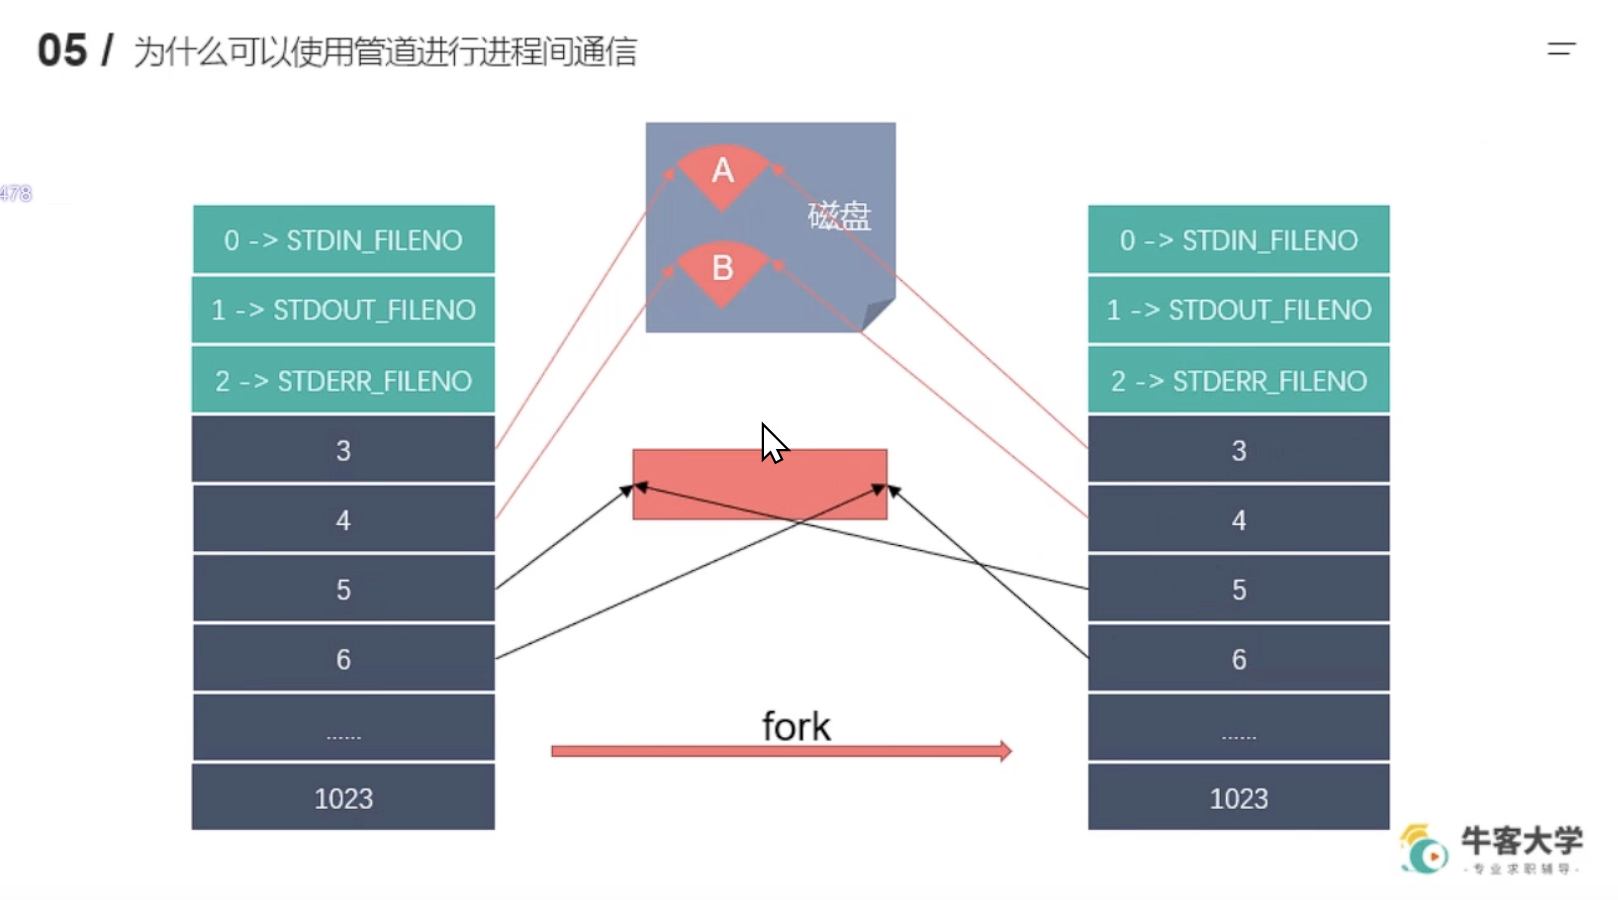 05 / 为什么可以使用管道进行进程间通信
478
A
磁盘
B
0 -> STDIN_FILENO
1 -> STDOUT_FILENO
2 -> STDERR_FILENO
3
4
5
6
......
1023
fork
0 -> STDIN_FILENO
1 -> STDOUT_FILENO
2 -> STDERR_FILENO
3
4
5
6
......
1023
牛客大学
·专业求职辅导·